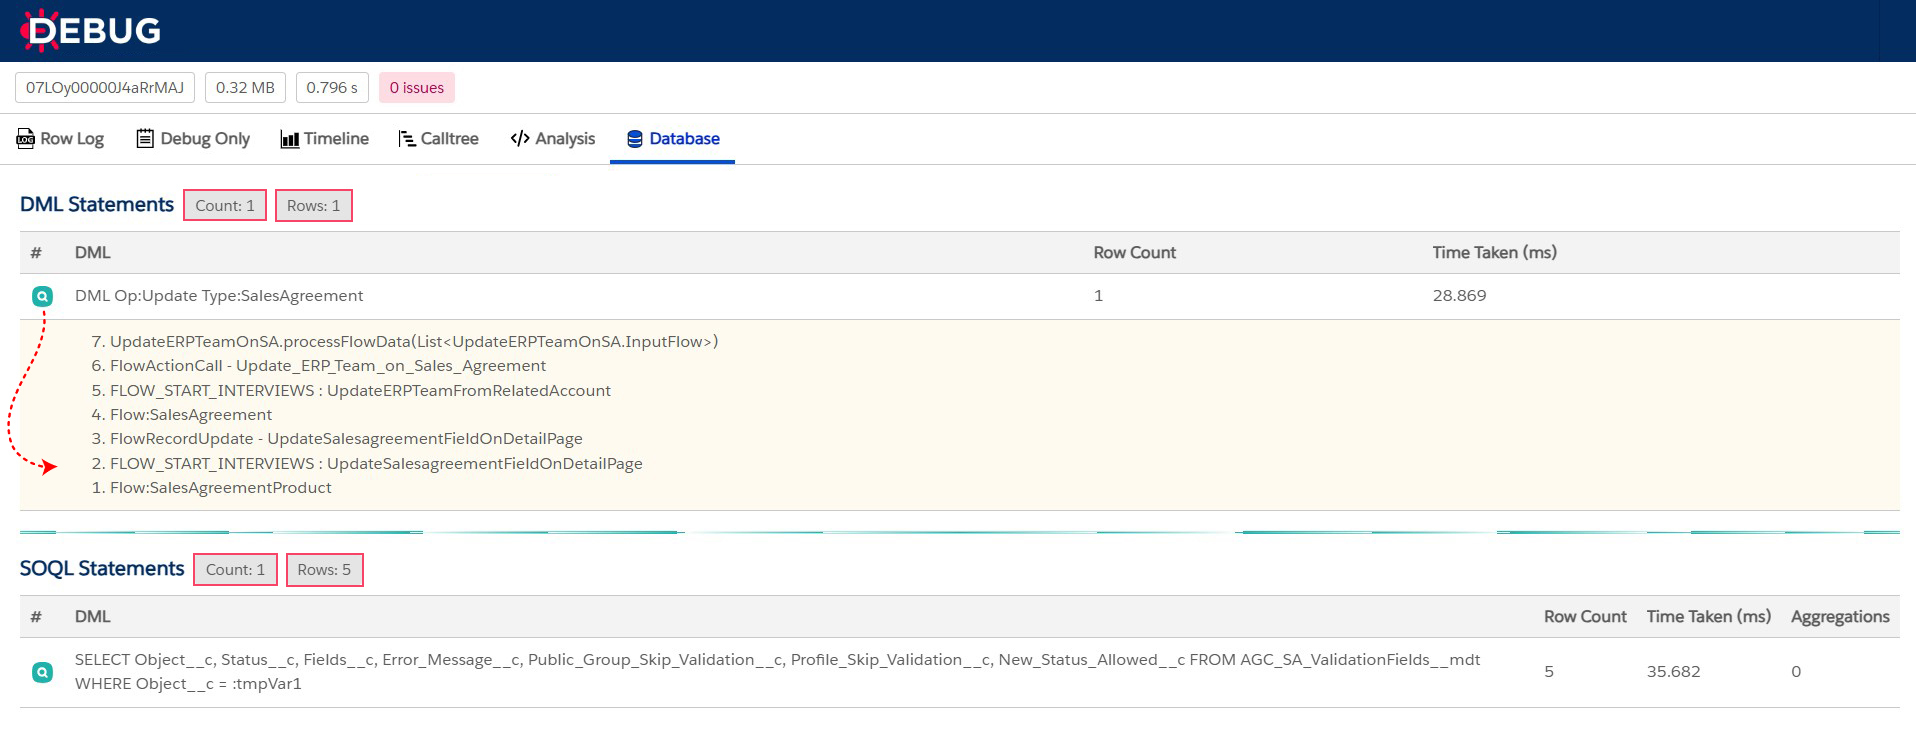 DEBUG
07LOy00000J4aRrMAJ 0.32 MB 0.796 s 0 issues
LOG Row Log Debug Only Timeline Calltree Analysis Database
DML Statements Count: 1 Rows: 1
# DML Row Count Time Taken (ms)
DML Op:Update Type:SalesAgreement 1 28.869
7. UpdateERPTeamOnSA.processFlowData(List<UpdateERPTeamOnSA.InputFlow>)
6. FlowActionCall - Update_ERP_Team_on_Sales_Agreement
5. FLOW_START_INTERVIEWS : UpdateERPTeamFromRelatedAccount
4. Flow:SalesAgreement
3. FlowRecordUpdate - UpdateSalesagreementFieldOnDetailPage
2. FLOW_START_INTERVIEWS : UpdateSalesagreementFieldOnDetailPage
1. Flow:SalesAgreementProduct
SOQL Statements Count: 1 Rows: 5
# DML Row Count Time Taken (ms) Aggregations
SELECT Object__c, Status__c, Fields__c, Error_Message__c, Public_Group_Skip_Validation__c, Profile_Skip_Validation__c, New_Status_Allowed__c FROM AGC_SA_ValidationFields__mdt
WHERE Object__c = :tmpVar1 5 35.682 0